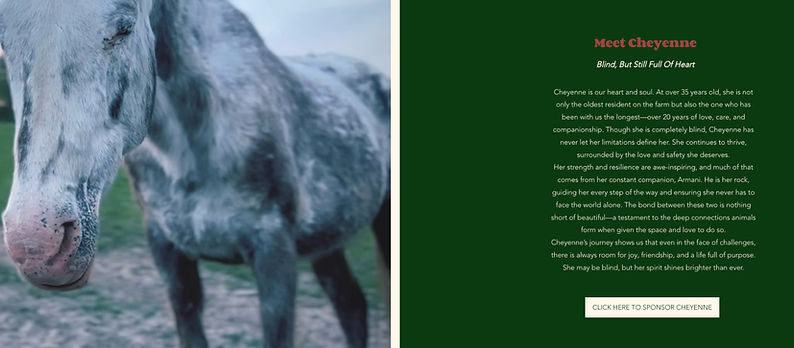 Meet Cheyenne
Blind, But Still Full Of Heart
Cheyenne is our heart and soul. At over 35 years old, she is not
only the oldest resident on the farm but also the one who has
been with us the longest—over 20 years of love, care, and
companionship. Though she is completely blind, Cheyenne has
never let her limitations define her. She continues to thrive,
surrounded by the love and safety she deserves.
Her strength and resilience are awe-inspiring, and much of that
comes from her constant companion, Armani. He is her rock,
guiding her every step of the way and ensuring she never has to
face the world alone. The bond between these two is nothing
short of beautiful—a testament to the deep connections animals
form when given the space and love to do so.
Cheyenne's journey shows us that even in the face of challenges,
there is always room for joy, friendship, and a life full of purpose.
She may be blind, but her spirit shines brighter than ever.
CLICK HERE TO SPONSOR CHEYENNE